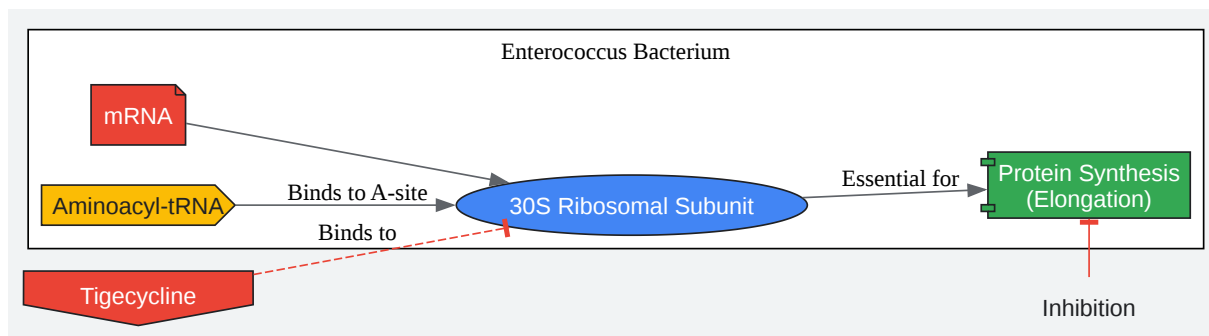 Enterococcus Bacterium
mRNA
Aminoacyl-tRNA
Binds to A-site
30S Ribosomal Subunit
Essential for
Protein Synthesis
(Elongation)
Binds to
Tigecycline
Inhibition